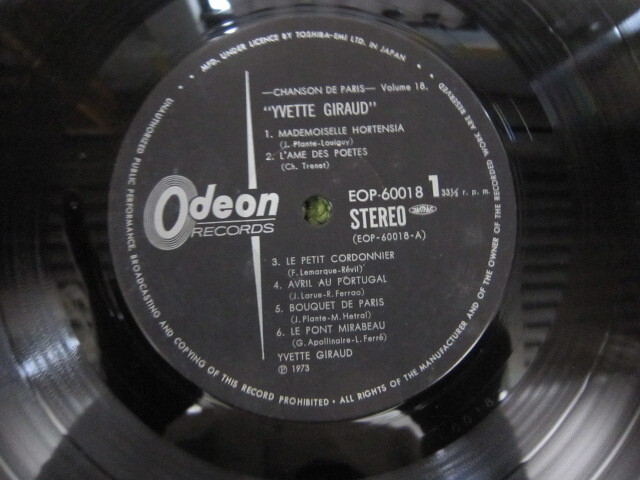 MFD. UNDER LICENCE BY TOSHIBA-EMI LTD. IN JAPAN •
—CHANSON DE PARIS— Volume 18.
"YVETTE GIRAUD"
1. MADEMOISELLE HORTENSIA
(J. Plante-Louiguy)
2. L'AME DES POETES
(Ch. Trenet)
Odeon
RECORDS
EOP-60018 1 33⅓ r. p. m.
STEREO
(EOP-60018-A)
3. LE PETIT CORDONNIER
(F. Lemarque-Révil)
4. AVRIL AU PORTUGAL
(J. Larue-R. Ferrao)
5. BOUQUET DE PARIS
(J. Plante-M. Hetral)
6. LE PONT MIRABEAU
(G. Apollinaire-L. Ferré)
YVETTE GIRAUD
Ⓟ 1973
UNAUTHORIZED PUBLIC PERFORMANCE, BROADCASTING AND COPYING OF THIS RECORD PROHIBITED • ALL RIGHTS OF THE MANUFACTURER AND OF THE OWNER OF THE RECORDED WORK ARE RESERVED